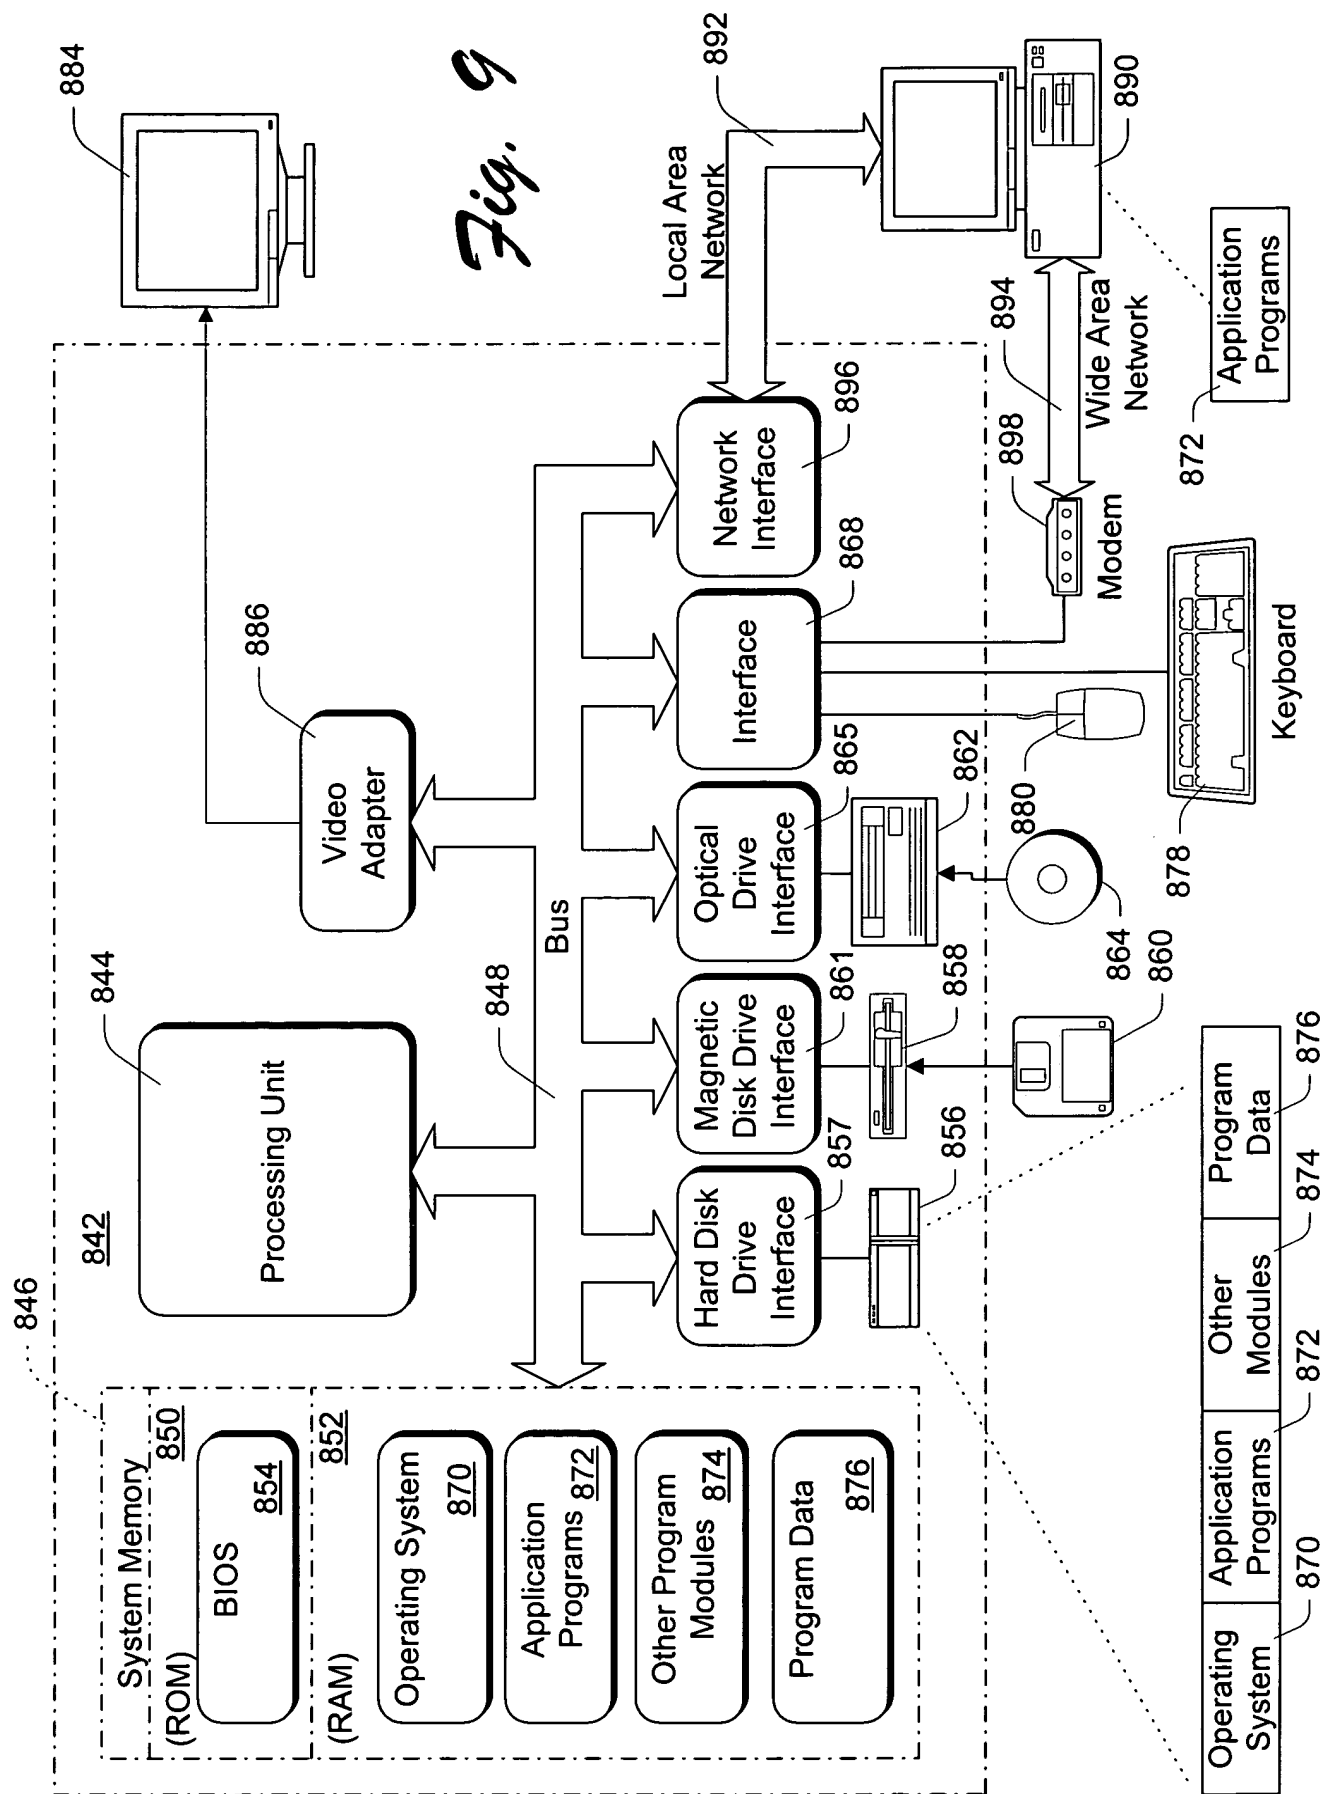 846
842
844
Processing Unit
886
Video
Adapter
884
Fig. 9
System Memory
(ROM)
850
BIOS
854
(RAM)
852
Operating System
870
Application
Programs
872
Other Program
Modules
874
Program Data
876
848
Bus
Hard Disk
Drive
Interface
857
Magnetic
Disk Drive
Interface
861
Optical
Drive
Interface
865
Interface
868
Network
Interface
896
Local Area
Network
892
856
858
862
860
864
880
878
Keyboard
Modem
898
894
Wide Area
Network
890
872
Application
Programs
Operating
System
Application
Programs
Other
Modules
Program
Data
870
872
874
876